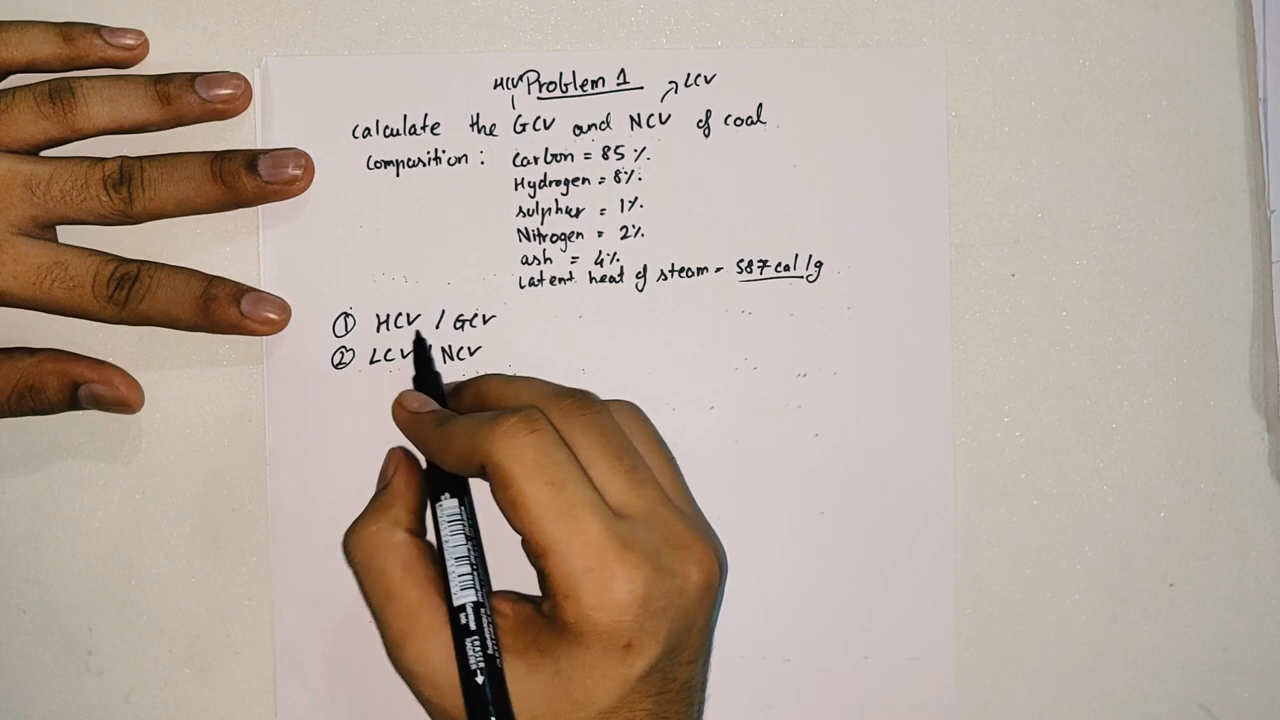 HCV Problem 1 → LCV
calculate the GCV and NCV of coal
composition : carbon = 85 %.
Hydrogen = 8%.
sulphur = 1%.
Nitrogen = 2%.
ash = 4%.
Latent heat of steam = 587 cal/g
① HCV / GCV
② LCV / NCV